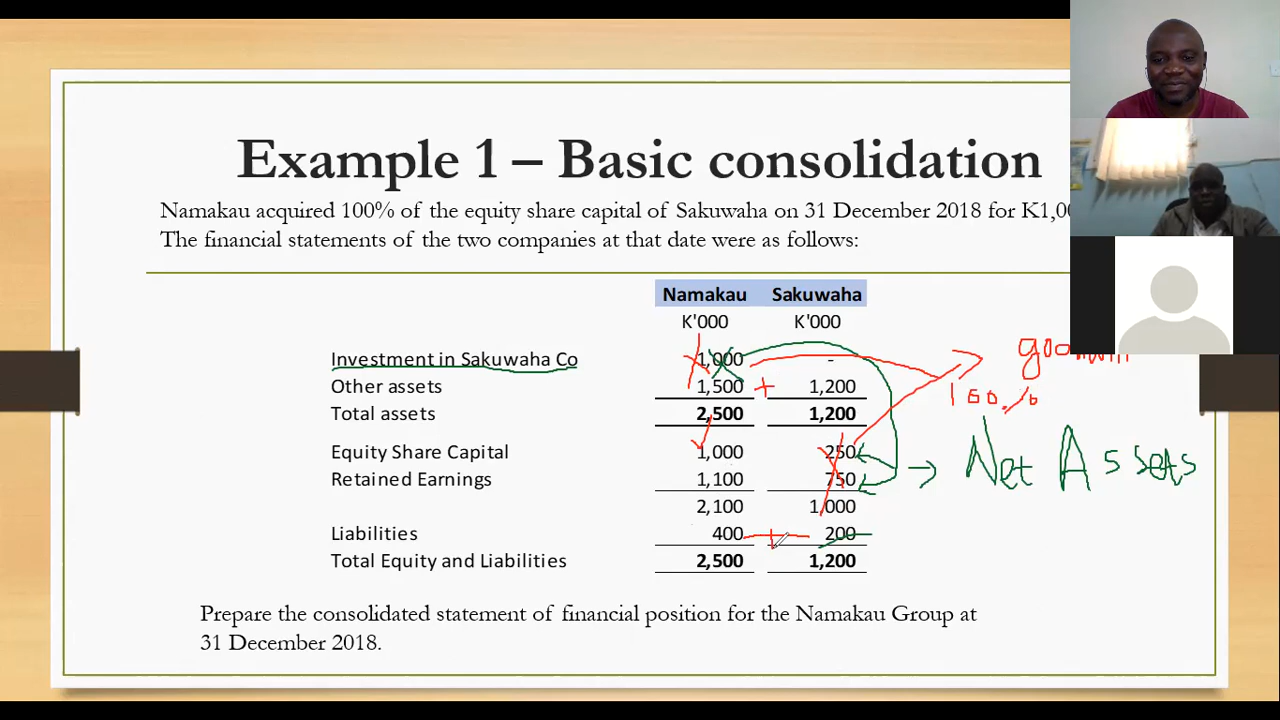 Example 1 – Basic consolidation
Namakau acquired 100% of the equity share capital of Sakuwaha on 31 December 2018 for
The financial statements of the two companies at that date were as follows:
Namakau Sakuwaha
K'000 K'000
Investment in Sakuwaha Co 1,000 -
Other assets 1,500 + 1,200
100%
Total assets 2,500 1,200
Equity Share Capital 1,000 250
→ Net Assets
Retained Earnings 1,100 750
2,100 1,000
Liabilities 400 + 200
Total Equity and Liabilities 2,500 1,200
Prepare the consolidated statement of financial position for the Namakau Group at
31 December 2018.